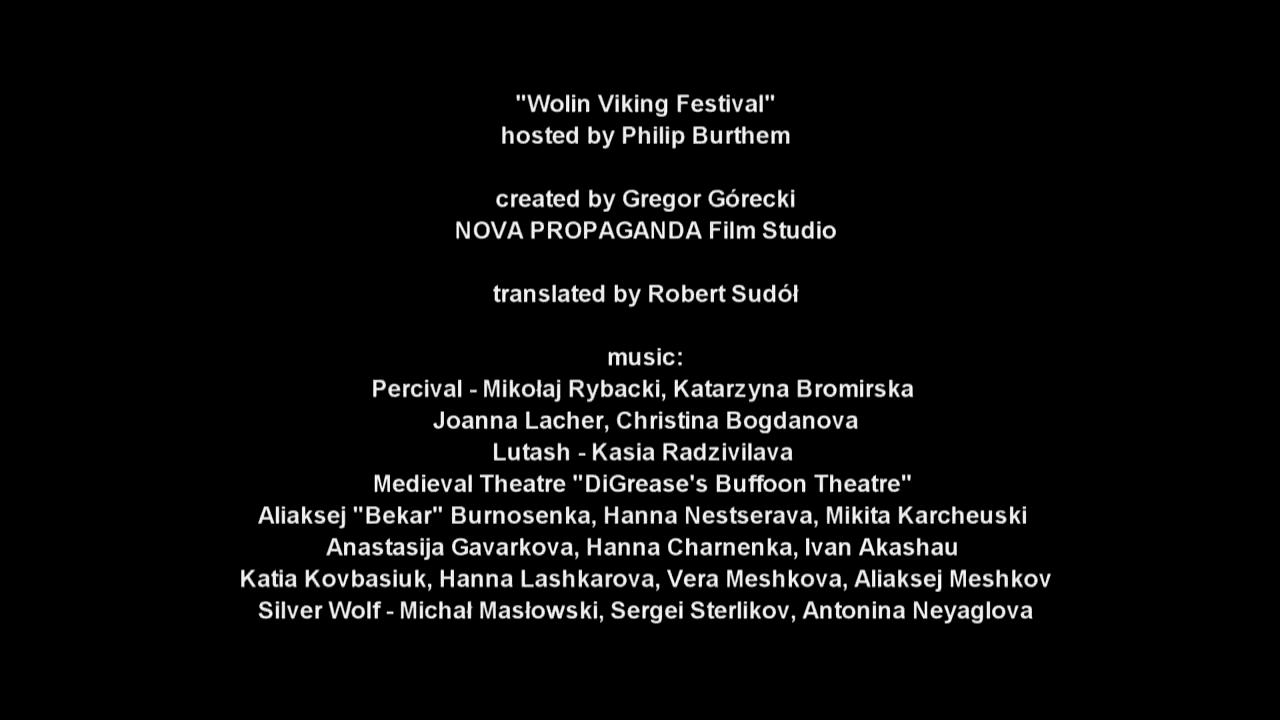 "Wolin Viking Festival"
hosted by Philip Burthem
created by Gregor Górecki
NOVA PROPAGANDA Film Studio
translated by Robert Sudół
music:
Percival - Mikołaj Rybacki, Katarzyna Bromirska
Joanna Lacher, Christina Bogdanova
Lutash - Kasia Radzivilava
Medieval Theatre "DiGrease's Buffoon Theatre"
Aliaksej "Bekar" Burnosenka, Hanna Nestserava, Mikita Karcheuski
Anastasija Gavarkova, Hanna Charnenka, Ivan Akashau
Katia Kovbasiuk, Hanna Lashkarova, Vera Meshkova, Aliaksej Meshkov
Silver Wolf - Michał Masłowski, Sergei Sterlikov, Antonina Neyaglova